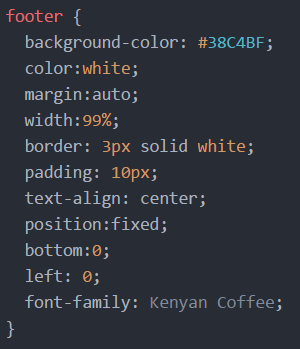 footer {
background-color: #38C4BF;
color:white;
margin:auto;
width:99%;
border: 3px solid white;
padding: 10px;
text-align: center;
position:fixed;
bottom:0;
left: 0;
font-family: Kenyan Coffee;
}